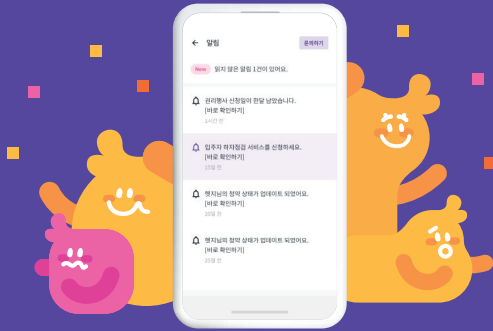 알림
문의하기
New 읽지 않은 알림 1건이 있어요.
권리행사 신청일이 한달 남았습니다.
[바로 확인하기]
1시간 전
입주자 하자점검 서비스를 신청하세요.
[바로 확인하기]
15일 전
햇지님의 청약 상태가 업데이트 되었어요.
[바로 확인하기]
20일 전
햇지님의 청약 상태가 업데이트 되었어요.
[바로 확인하기]
25일 전